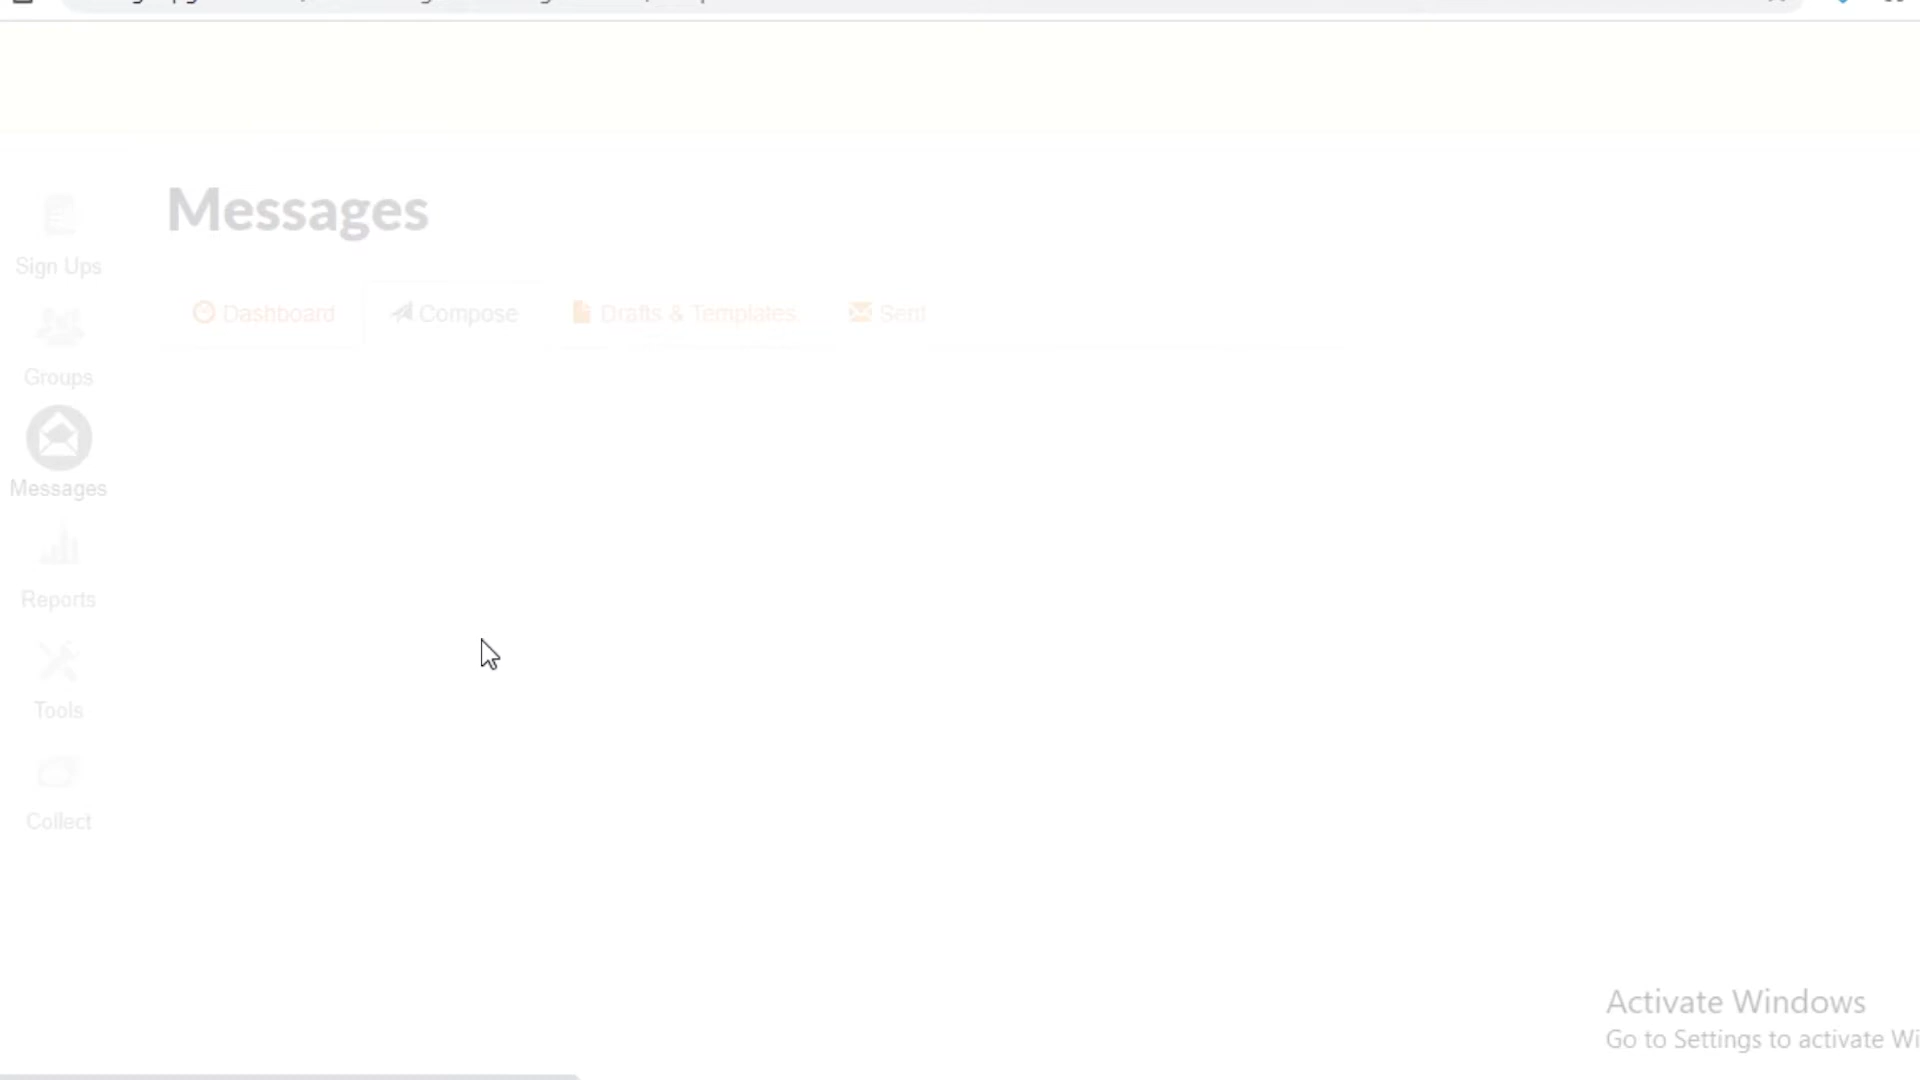 Messages
Sign Ups
Dashboard
Compose
Drafts & Templates
Sent
Groups
Messages
Reports
Tools
Collect
Activate Windows
Go to Settings to activate Wi